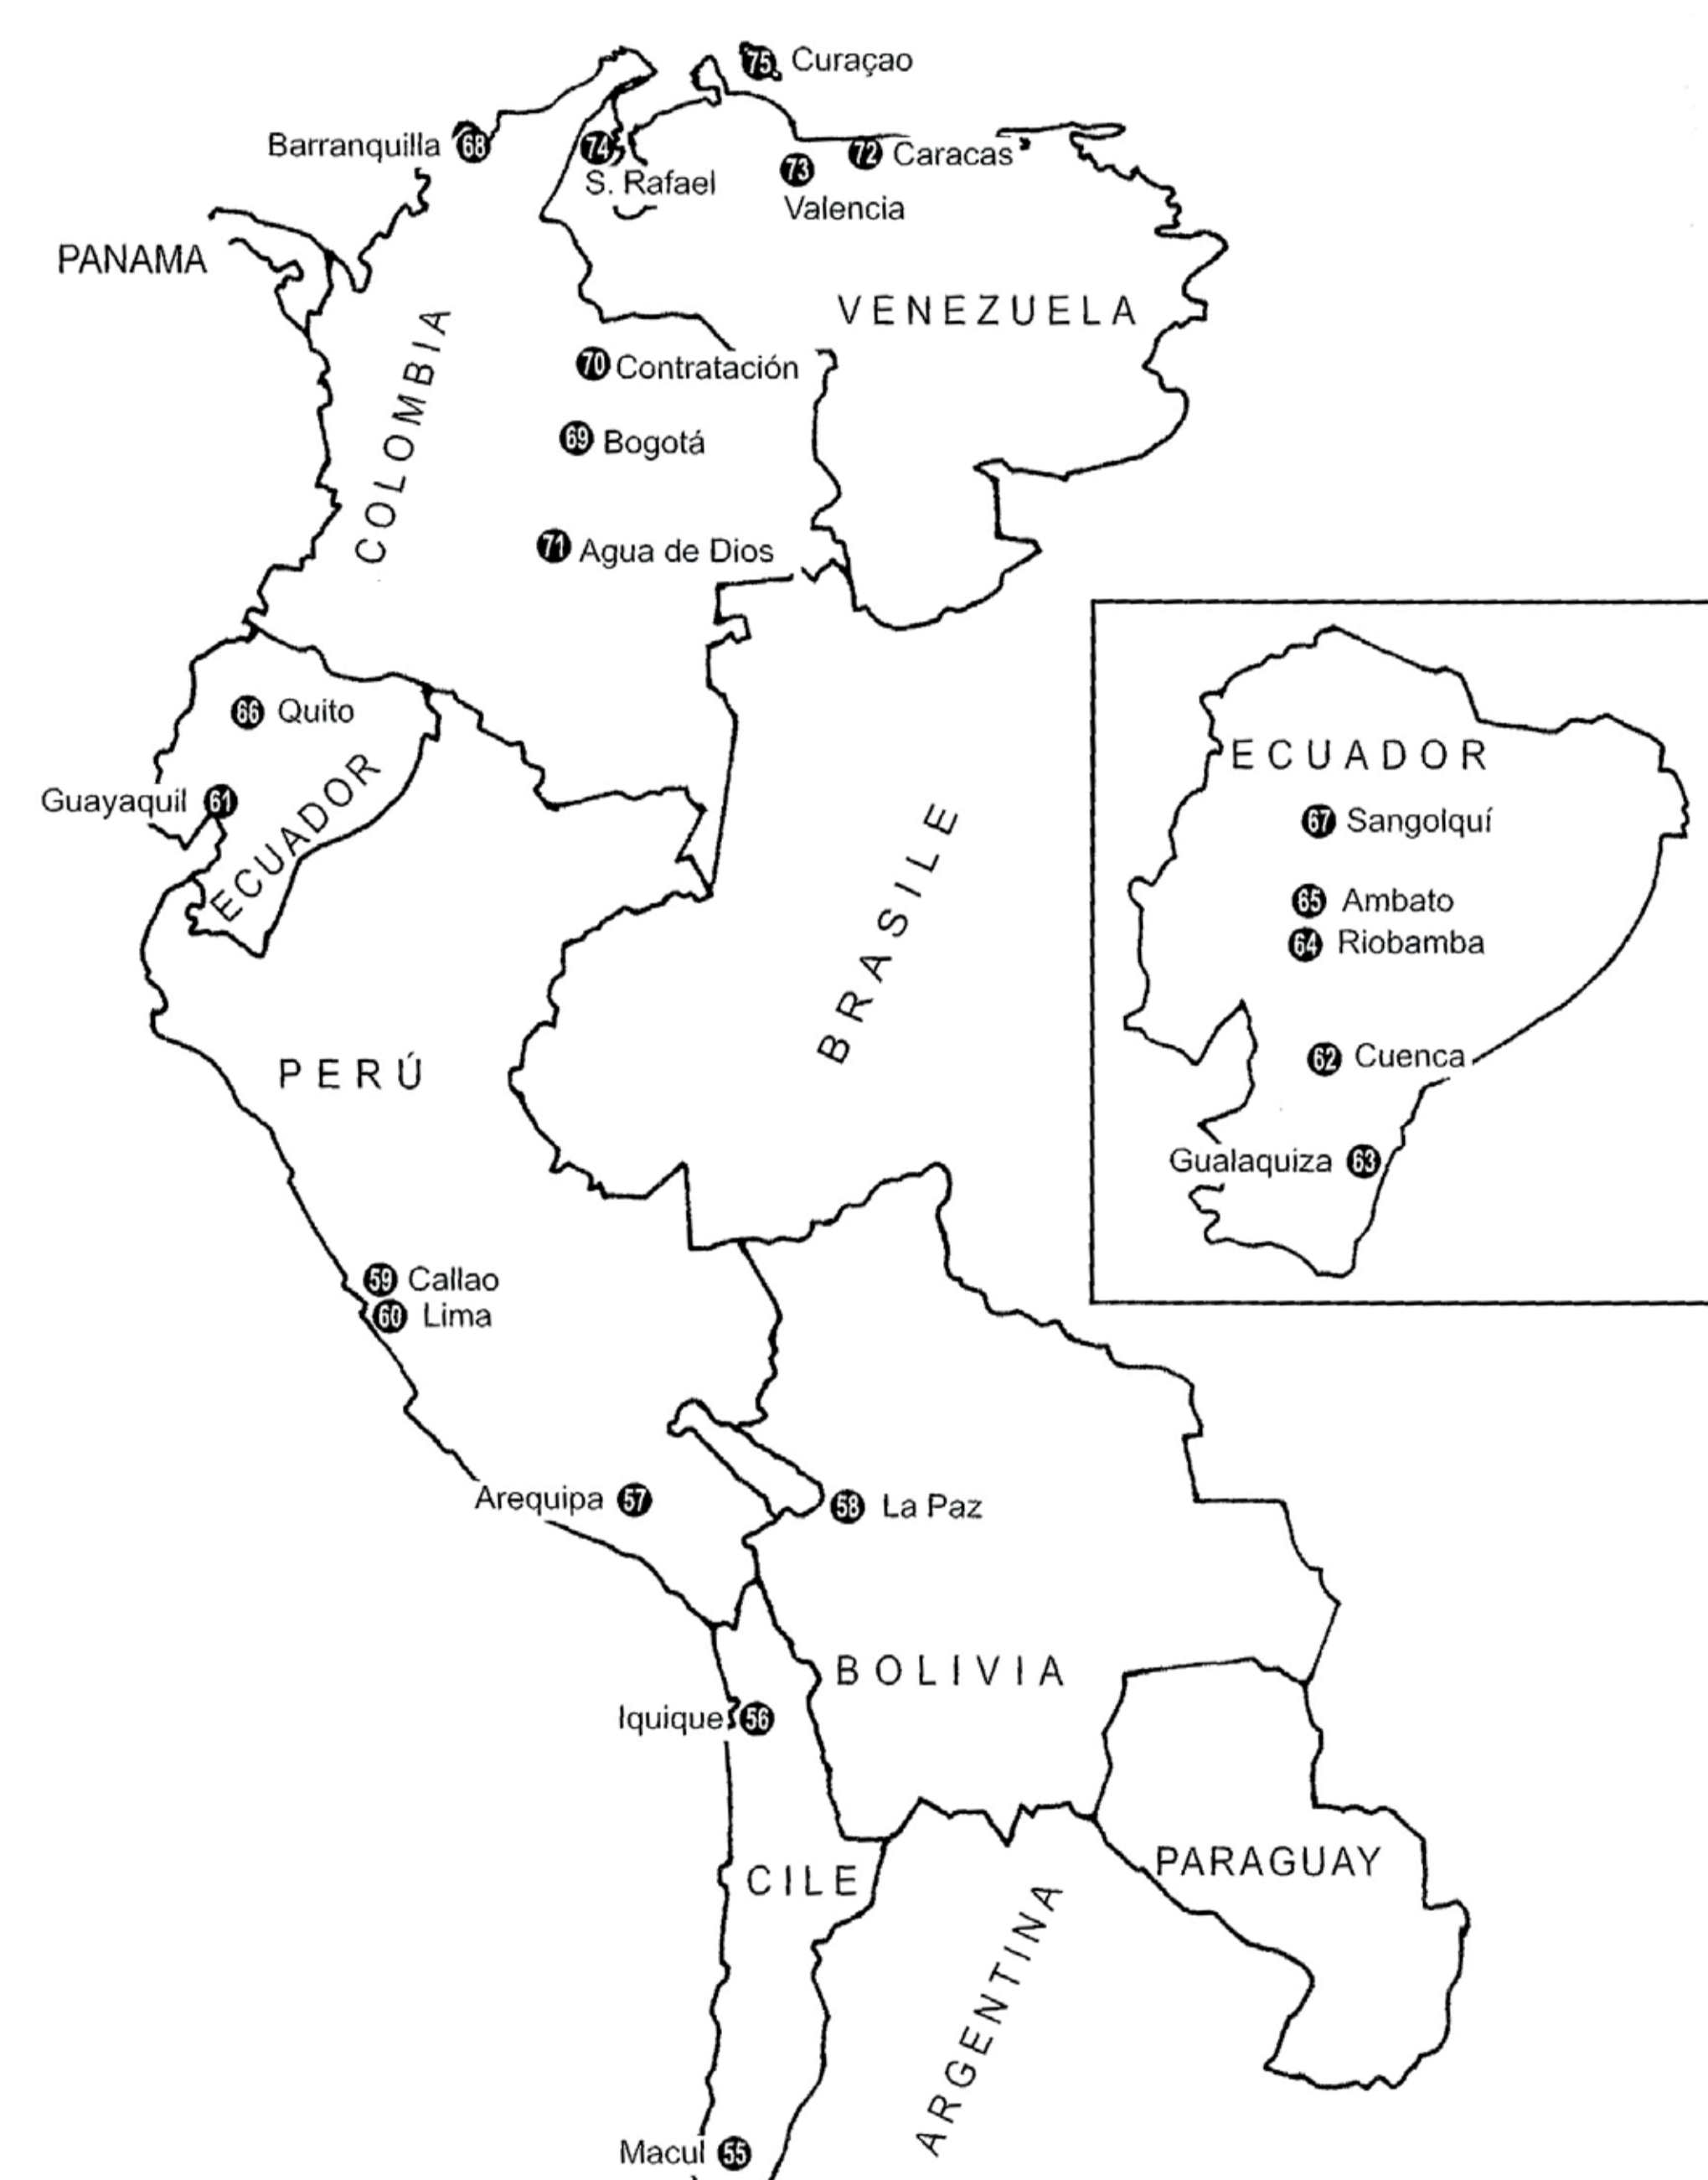 75 Curaçao
Barranquilla 68
74
S. Rafael
73
Valencia
72 Caracas
PANAMA
VENEZUELA
COLOMBIA
70 Contratación
69 Bogotá
71 Agua de Dios
66 Quito
Guayaquil 61
ECUADOR
BRASILE
ECUADOR
67 Sangolquí
65 Ambato
64 Riobamba
62 Cuenca
Gualaquiza 63
PERÚ
59 Callao
60 Lima
Arequipa 57
58 La Paz
BOLIVIA
Iquique 56
CILE
PARAGUAY
ARGENTINA
Macul 55